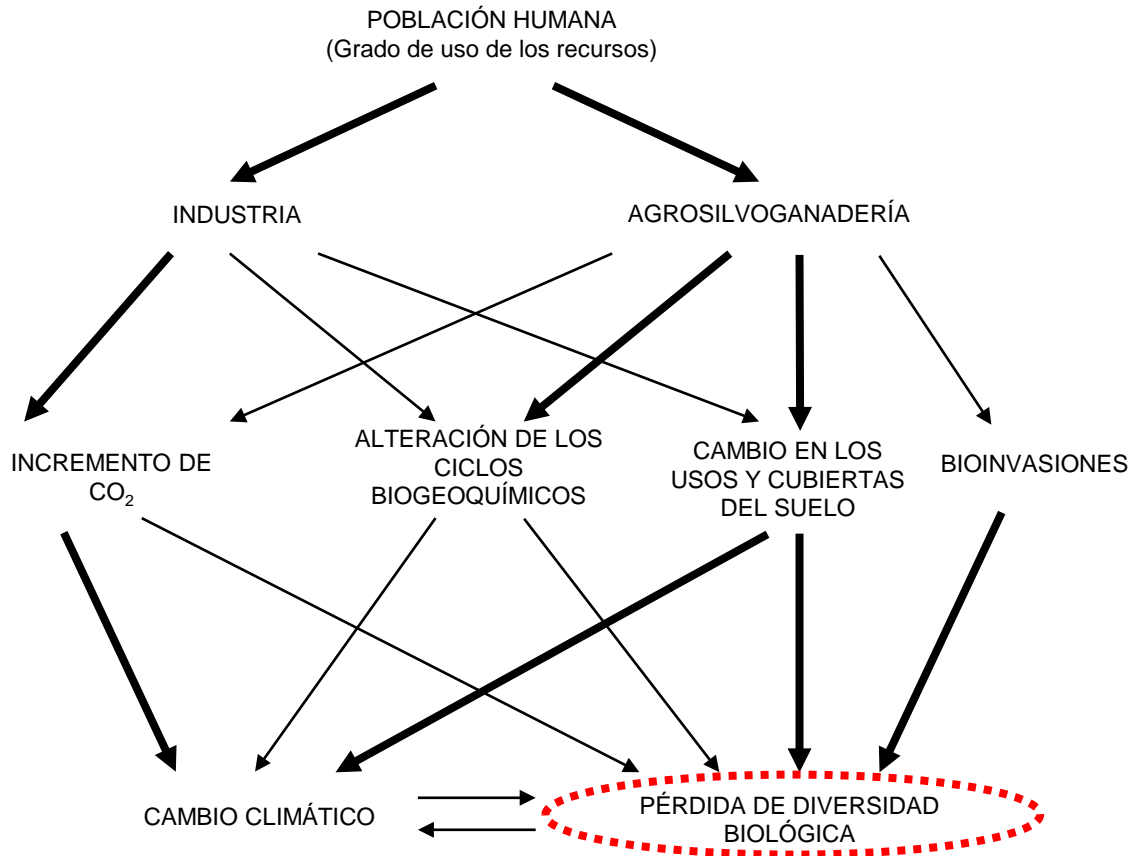 POBLACIÓN HUMANA
(Grado de uso de los recursos)
INDUSTRIA
AGROSILVOGANADERÍA
INCREMENTO DE
CO₂
ALTERACIÓN DE LOS
CICLOS
BIOGEOQUÍMICOS
CAMBIO EN LOS
USOS Y CUBIERTAS
DEL SUELO
BIOINVASIONES
CAMBIO CLIMÁTICO
PÉRDIDA DE DIVERSIDAD
BIOLÓGICA